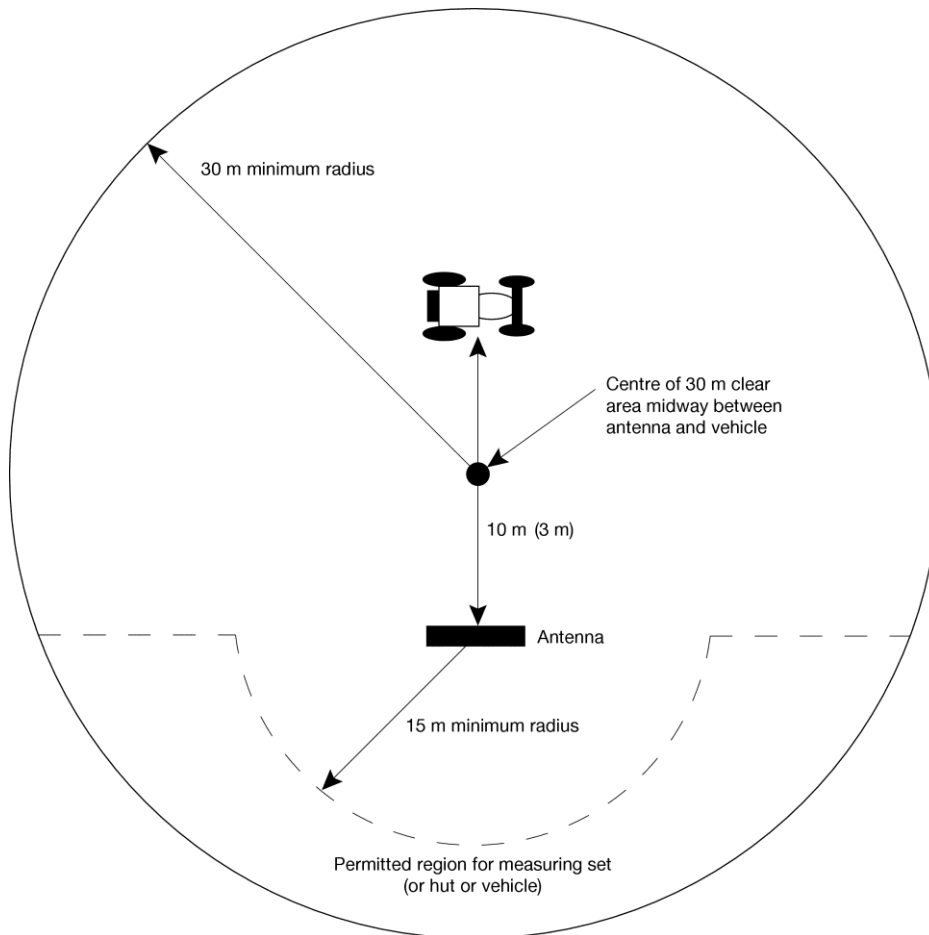 30 m minimum radius
Centre of 30 m clear
area midway between
antenna and vehicle
10 m (3 m)
Antenna
15 m minimum radius
Permitted region for measuring set
(or hut or vehicle)